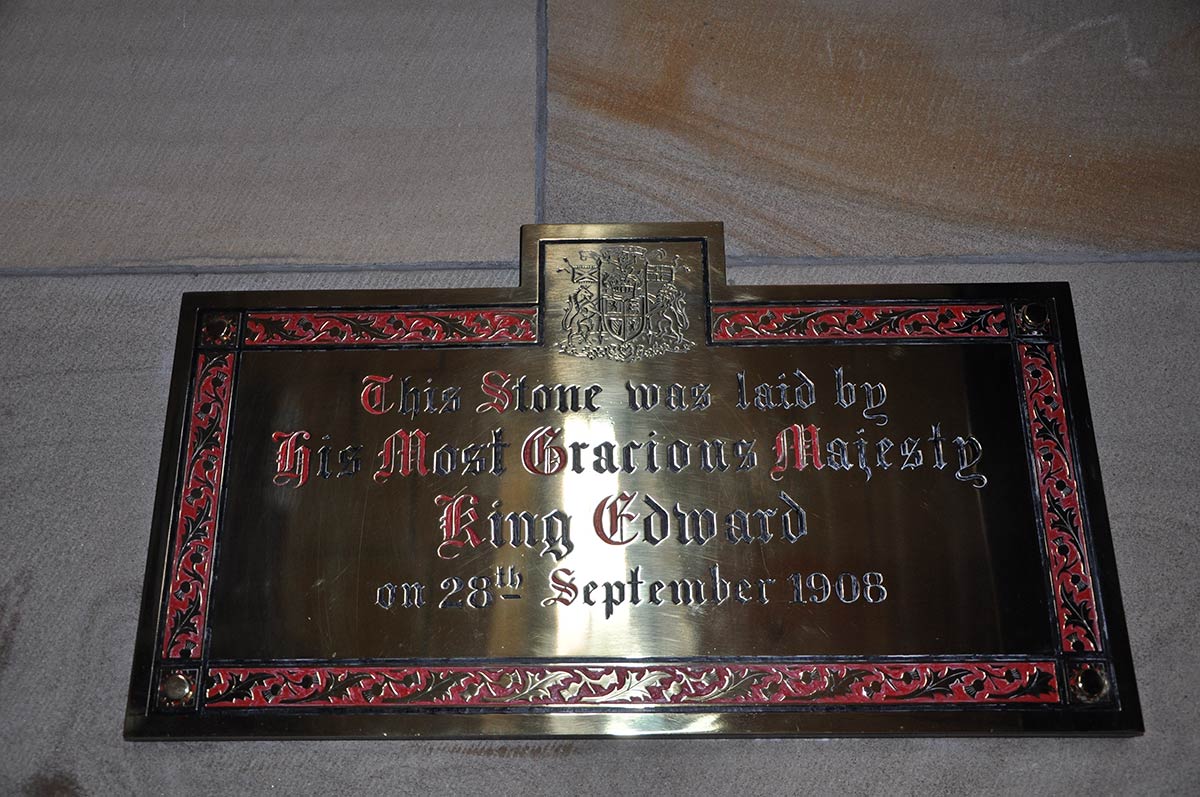 This Stone was laid by
His Most Gracious Majesty
King Edward
on 28th September 1908